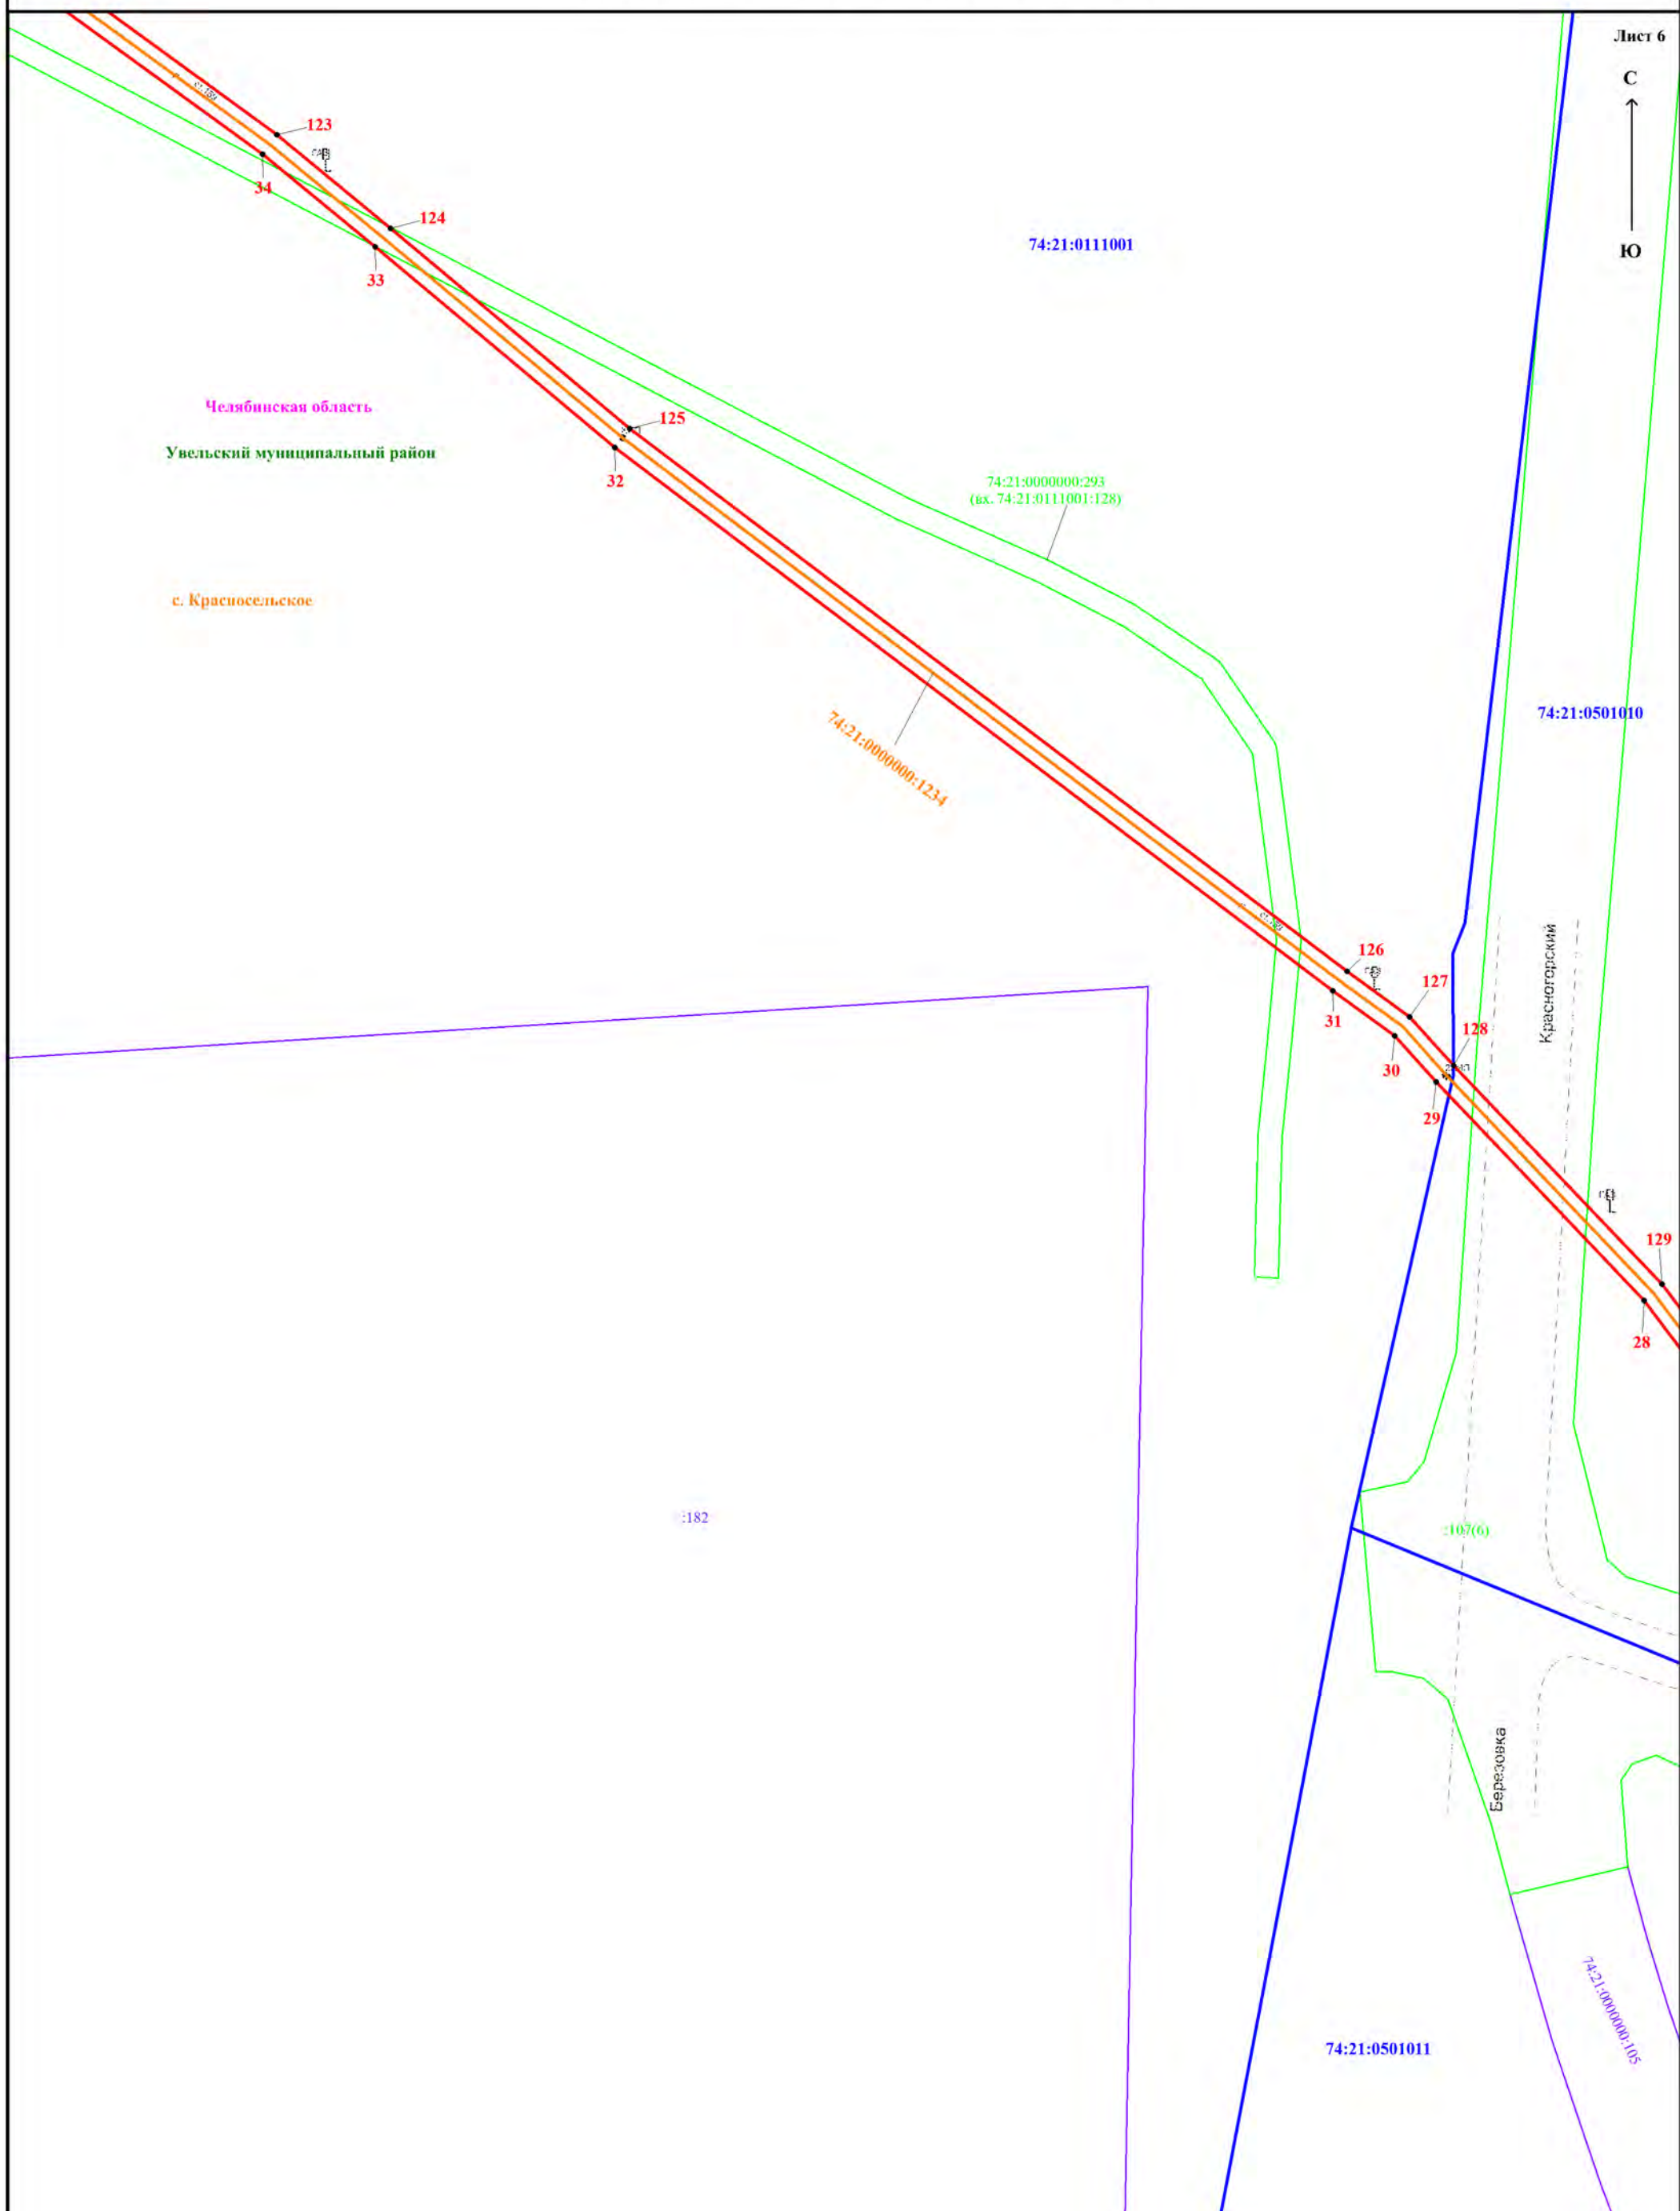 Лист 6
С
Ю
123
34
124
33
74:21:0111001
Челябинская область
Увельский муниципальный район
125
32
74:21:0000000:293
(вх. 74:21:0111001:128)
с. Красносельское
74:21:0000000:1234
74:21:0501010
Красногорский
126
127
31
128
30
29
129
28
:182
:107(6)
Березовка
74:21:0501011
74:21:0000000:105